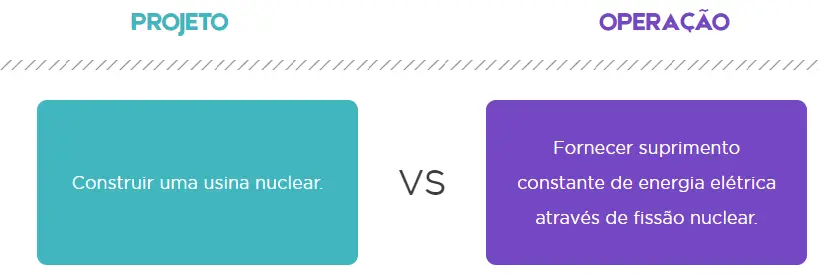 PROJETO
OPERAÇÃO
Construir uma usina nuclear.
VS
Fornecer suprimento
constante de energia elétrica
através de fissão nuclear.